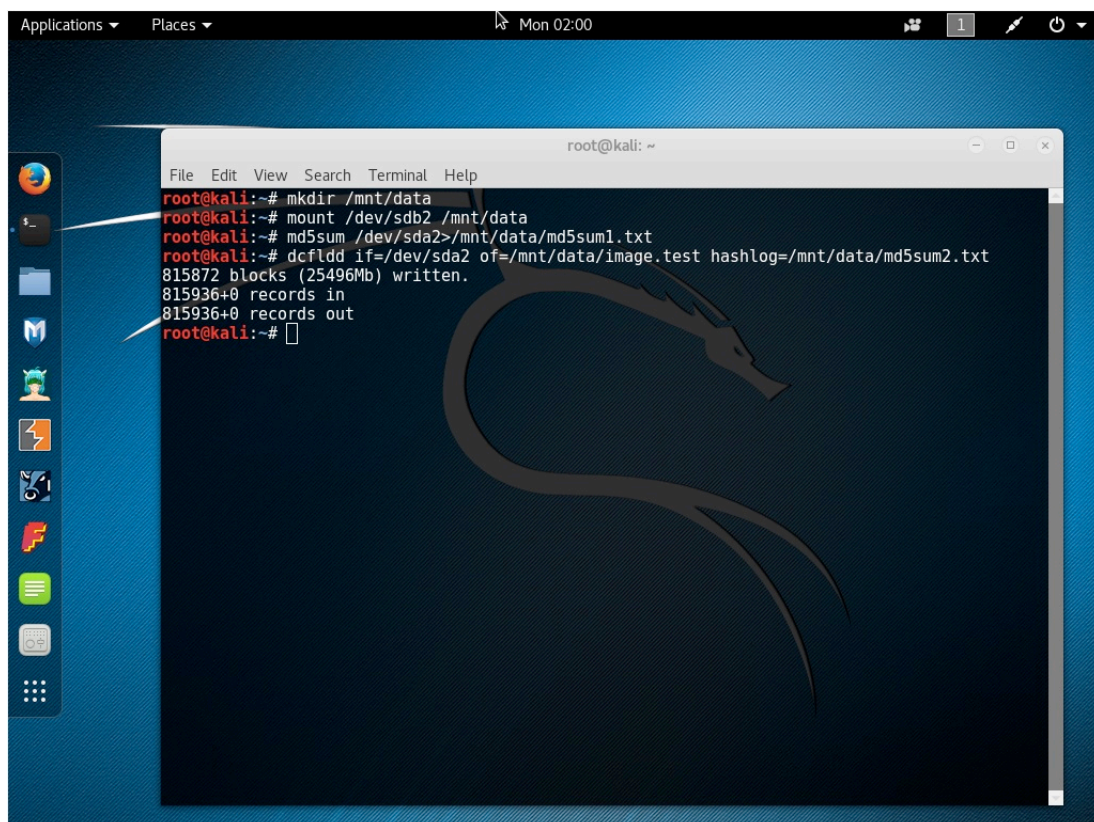 Applications Places Mon 02:00 1
root@kali: ~
File Edit View Search Terminal Help
root@kali:~# mkdir /mnt/data
root@kali:~# mount /dev/sdb2 /mnt/data
root@kali:~# md5sum /dev/sda2>/mnt/data/md5sum1.txt
root@kali:~# dcfldd if=/dev/sda2 of=/mnt/data/image.test hashlog=/mnt/data/md5sum2.txt
815872 blocks (25496Mb) written.
815936+0 records in
815936+0 records out
root@kali:~#
$_